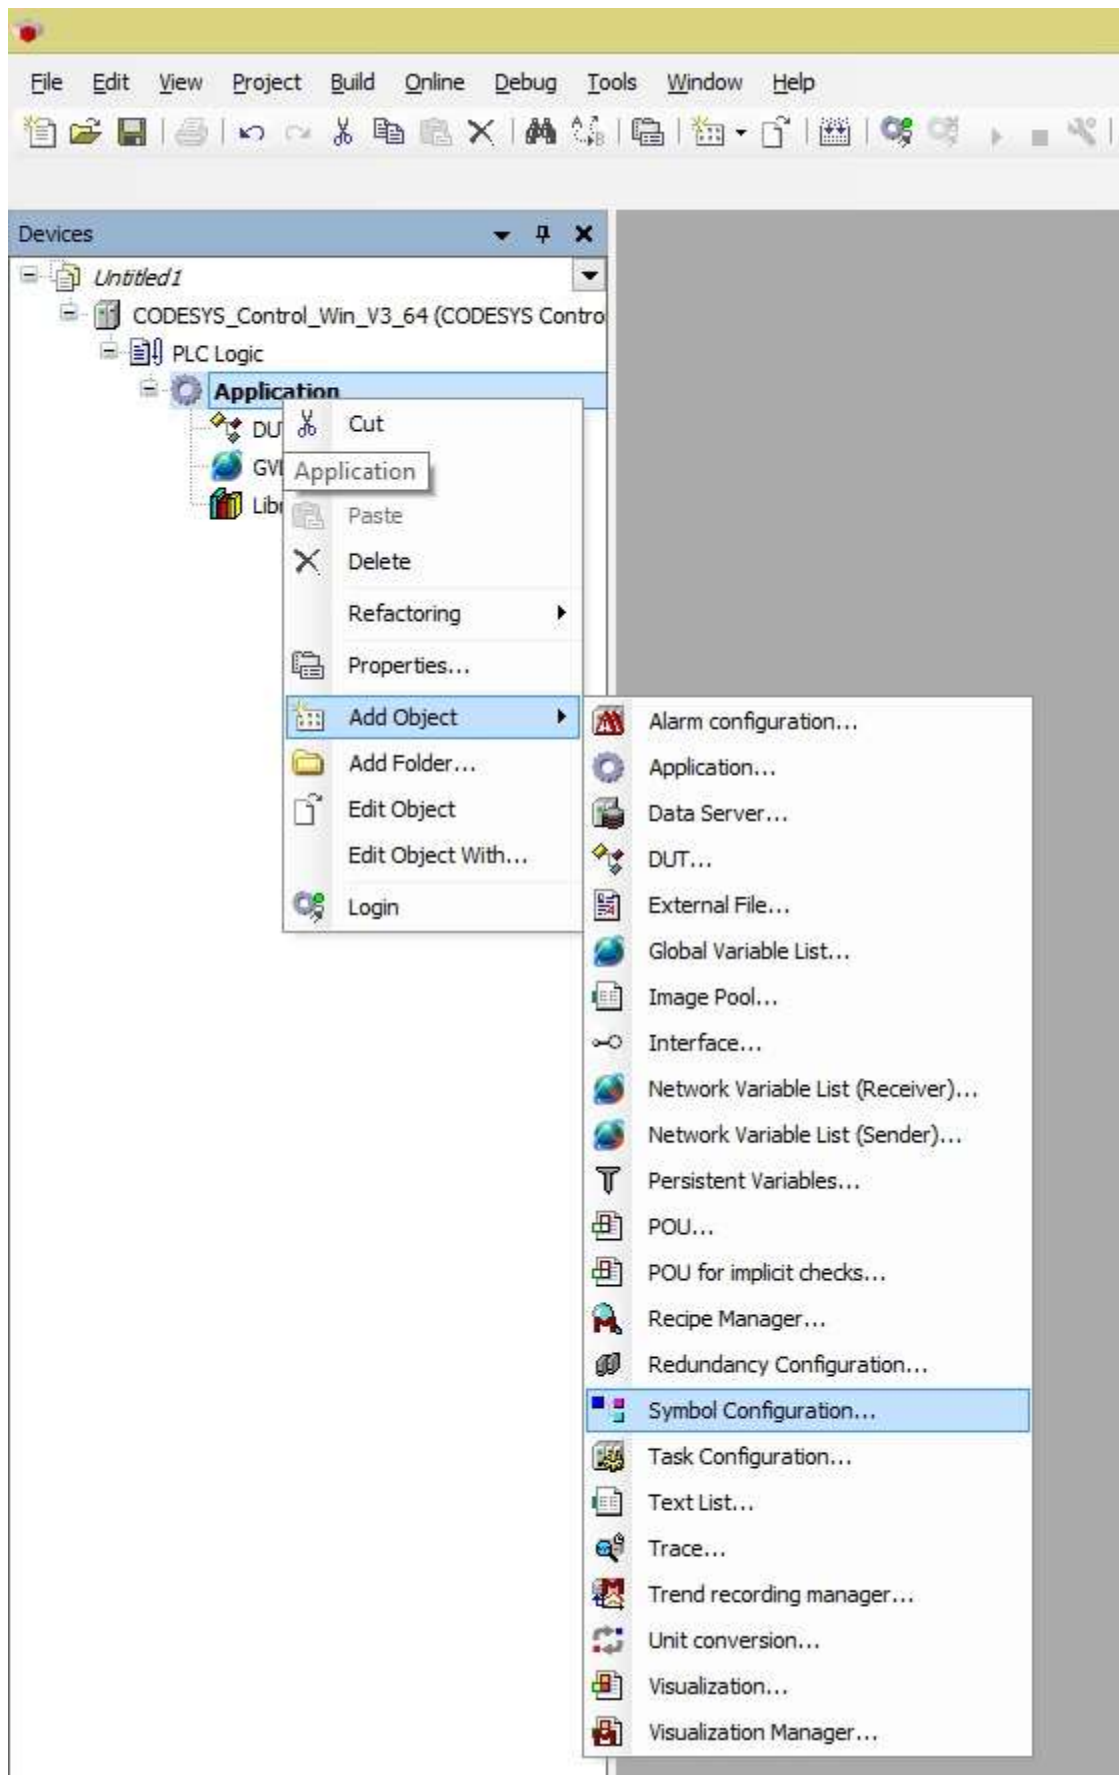 File Edit View Project Build Online Debug Tools Window Help
Devices
Untitled1
CODESYS_Control_Win_V3_64 (CODESYS Contro
PLC Logic
Application
DU
GV
Lib
Cut
Application
Paste
Delete
Refactoring
Properties...
Add Object
Add Folder...
Edit Object
Edit Object With...
Login
Alarm configuration...
Application...
Data Server...
DUT...
External File...
Global Variable List...
Image Pool...
Interface...
Network Variable List (Receiver)...
Network Variable List (Sender)...
Persistent Variables...
POU...
POU for implicit checks...
Recipe Manager...
Redundancy Configuration...
Symbol Configuration...
Task Configuration...
Text List...
Trace...
Trend recording manager...
Unit conversion...
Visualization...
Visualization Manager...